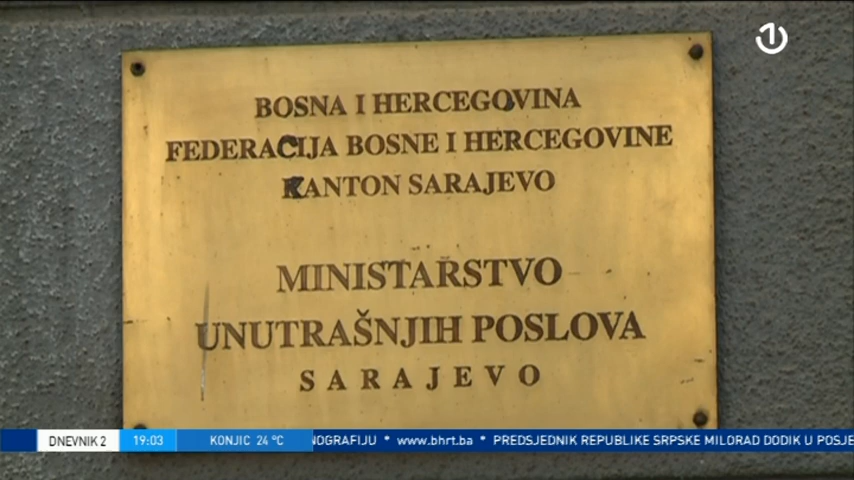 1
BOSNA I HERCEGOVINA
FEDERACIJA BOSNE I HERCEGOVINE
KANTON SARAJEVO
MINISTARSTVO
UNUTRAŠNJIH POSLOVA
SARAJEVO
DNEVNIK 2 19:03 KONJIC 24 °C NOGRAFIJU * www.bhrt.ba * PREDSJEDNIK REPUBLIKE SRPSKE MILORAD DODIK U POSJE